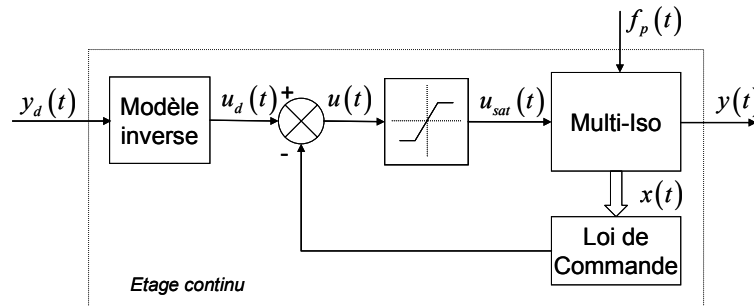 f_p(t)
y_d(t)
Modèle
inverse
u_d(t)
+
-
u(t)
u_sat(t)
Multi-Iso
y(t)
x(t)
Loi de
Commande
Etage continu